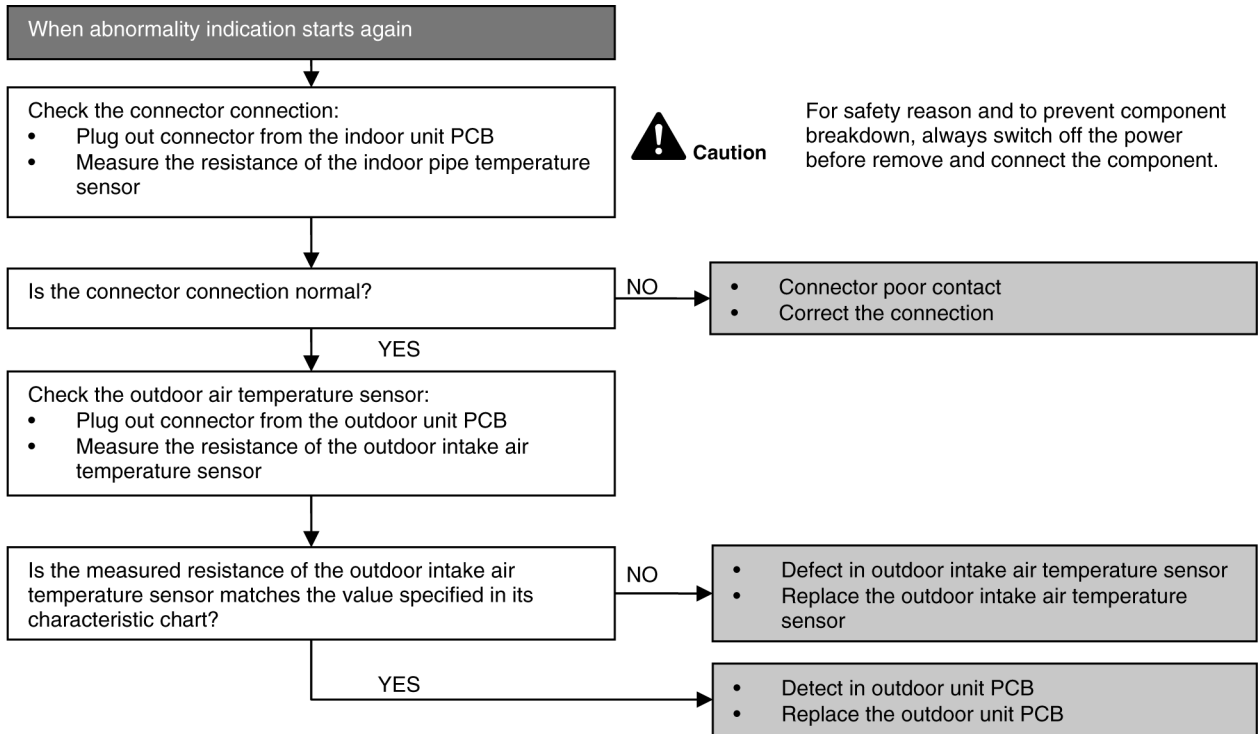 When abnormality indication starts again
Check the connector connection:
• Plug out connector from the indoor unit PCB
• Measure the resistance of the indoor pipe temperature
sensor
Caution
For safety reason and to prevent component
breakdown, always switch off the power
before remove and connect the component.
Is the connector connection normal?
NO
• Connector poor contact
• Correct the connection
YES
Check the outdoor air temperature sensor:
• Plug out connector from the outdoor unit PCB
• Measure the resistance of the outdoor intake air
temperature sensor
Is the measured resistance of the outdoor intake air
temperature sensor matches the value specified in its
characteristic chart?
NO
• Defect in outdoor intake air temperature sensor
• Replace the outdoor intake air temperature
sensor
YES
• Detect in outdoor unit PCB
• Replace the outdoor unit PCB